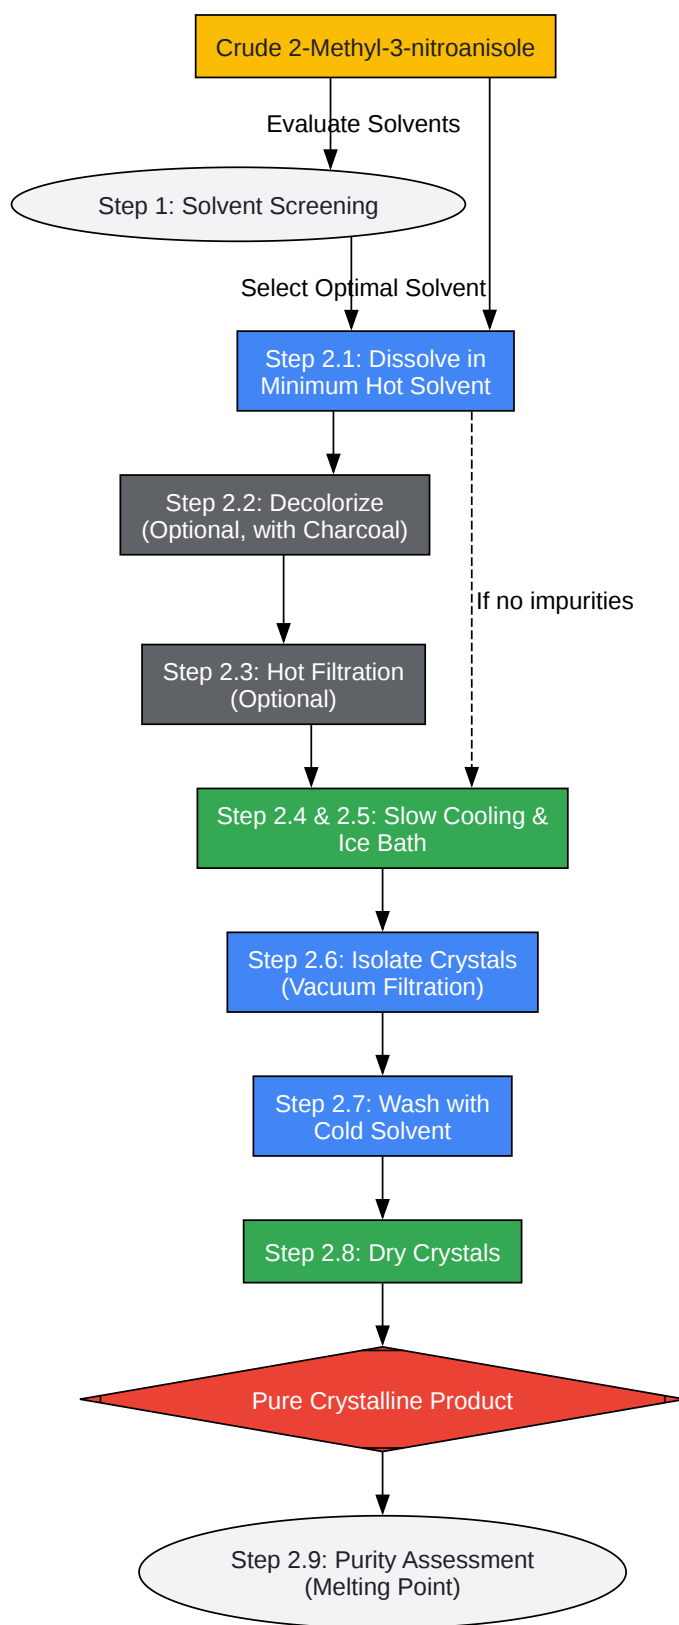 Crude 2-Methyl-3-nitroanisole
Evaluate Solvents
Step 1: Solvent Screening
Select Optimal Solvent
Step 2.1: Dissolve in
Minimum Hot Solvent
Step 2.2: Decolorize
(Optional, with Charcoal)
If no impurities
Step 2.3: Hot Filtration
(Optional)
Step 2.4 & 2.5: Slow Cooling &
Ice Bath
Step 2.6: Isolate Crystals
(Vacuum Filtration)
Step 2.7: Wash with
Cold Solvent
Step 2.8: Dry Crystals
Pure Crystalline Product
Step 2.9: Purity Assessment
(Melting Point)